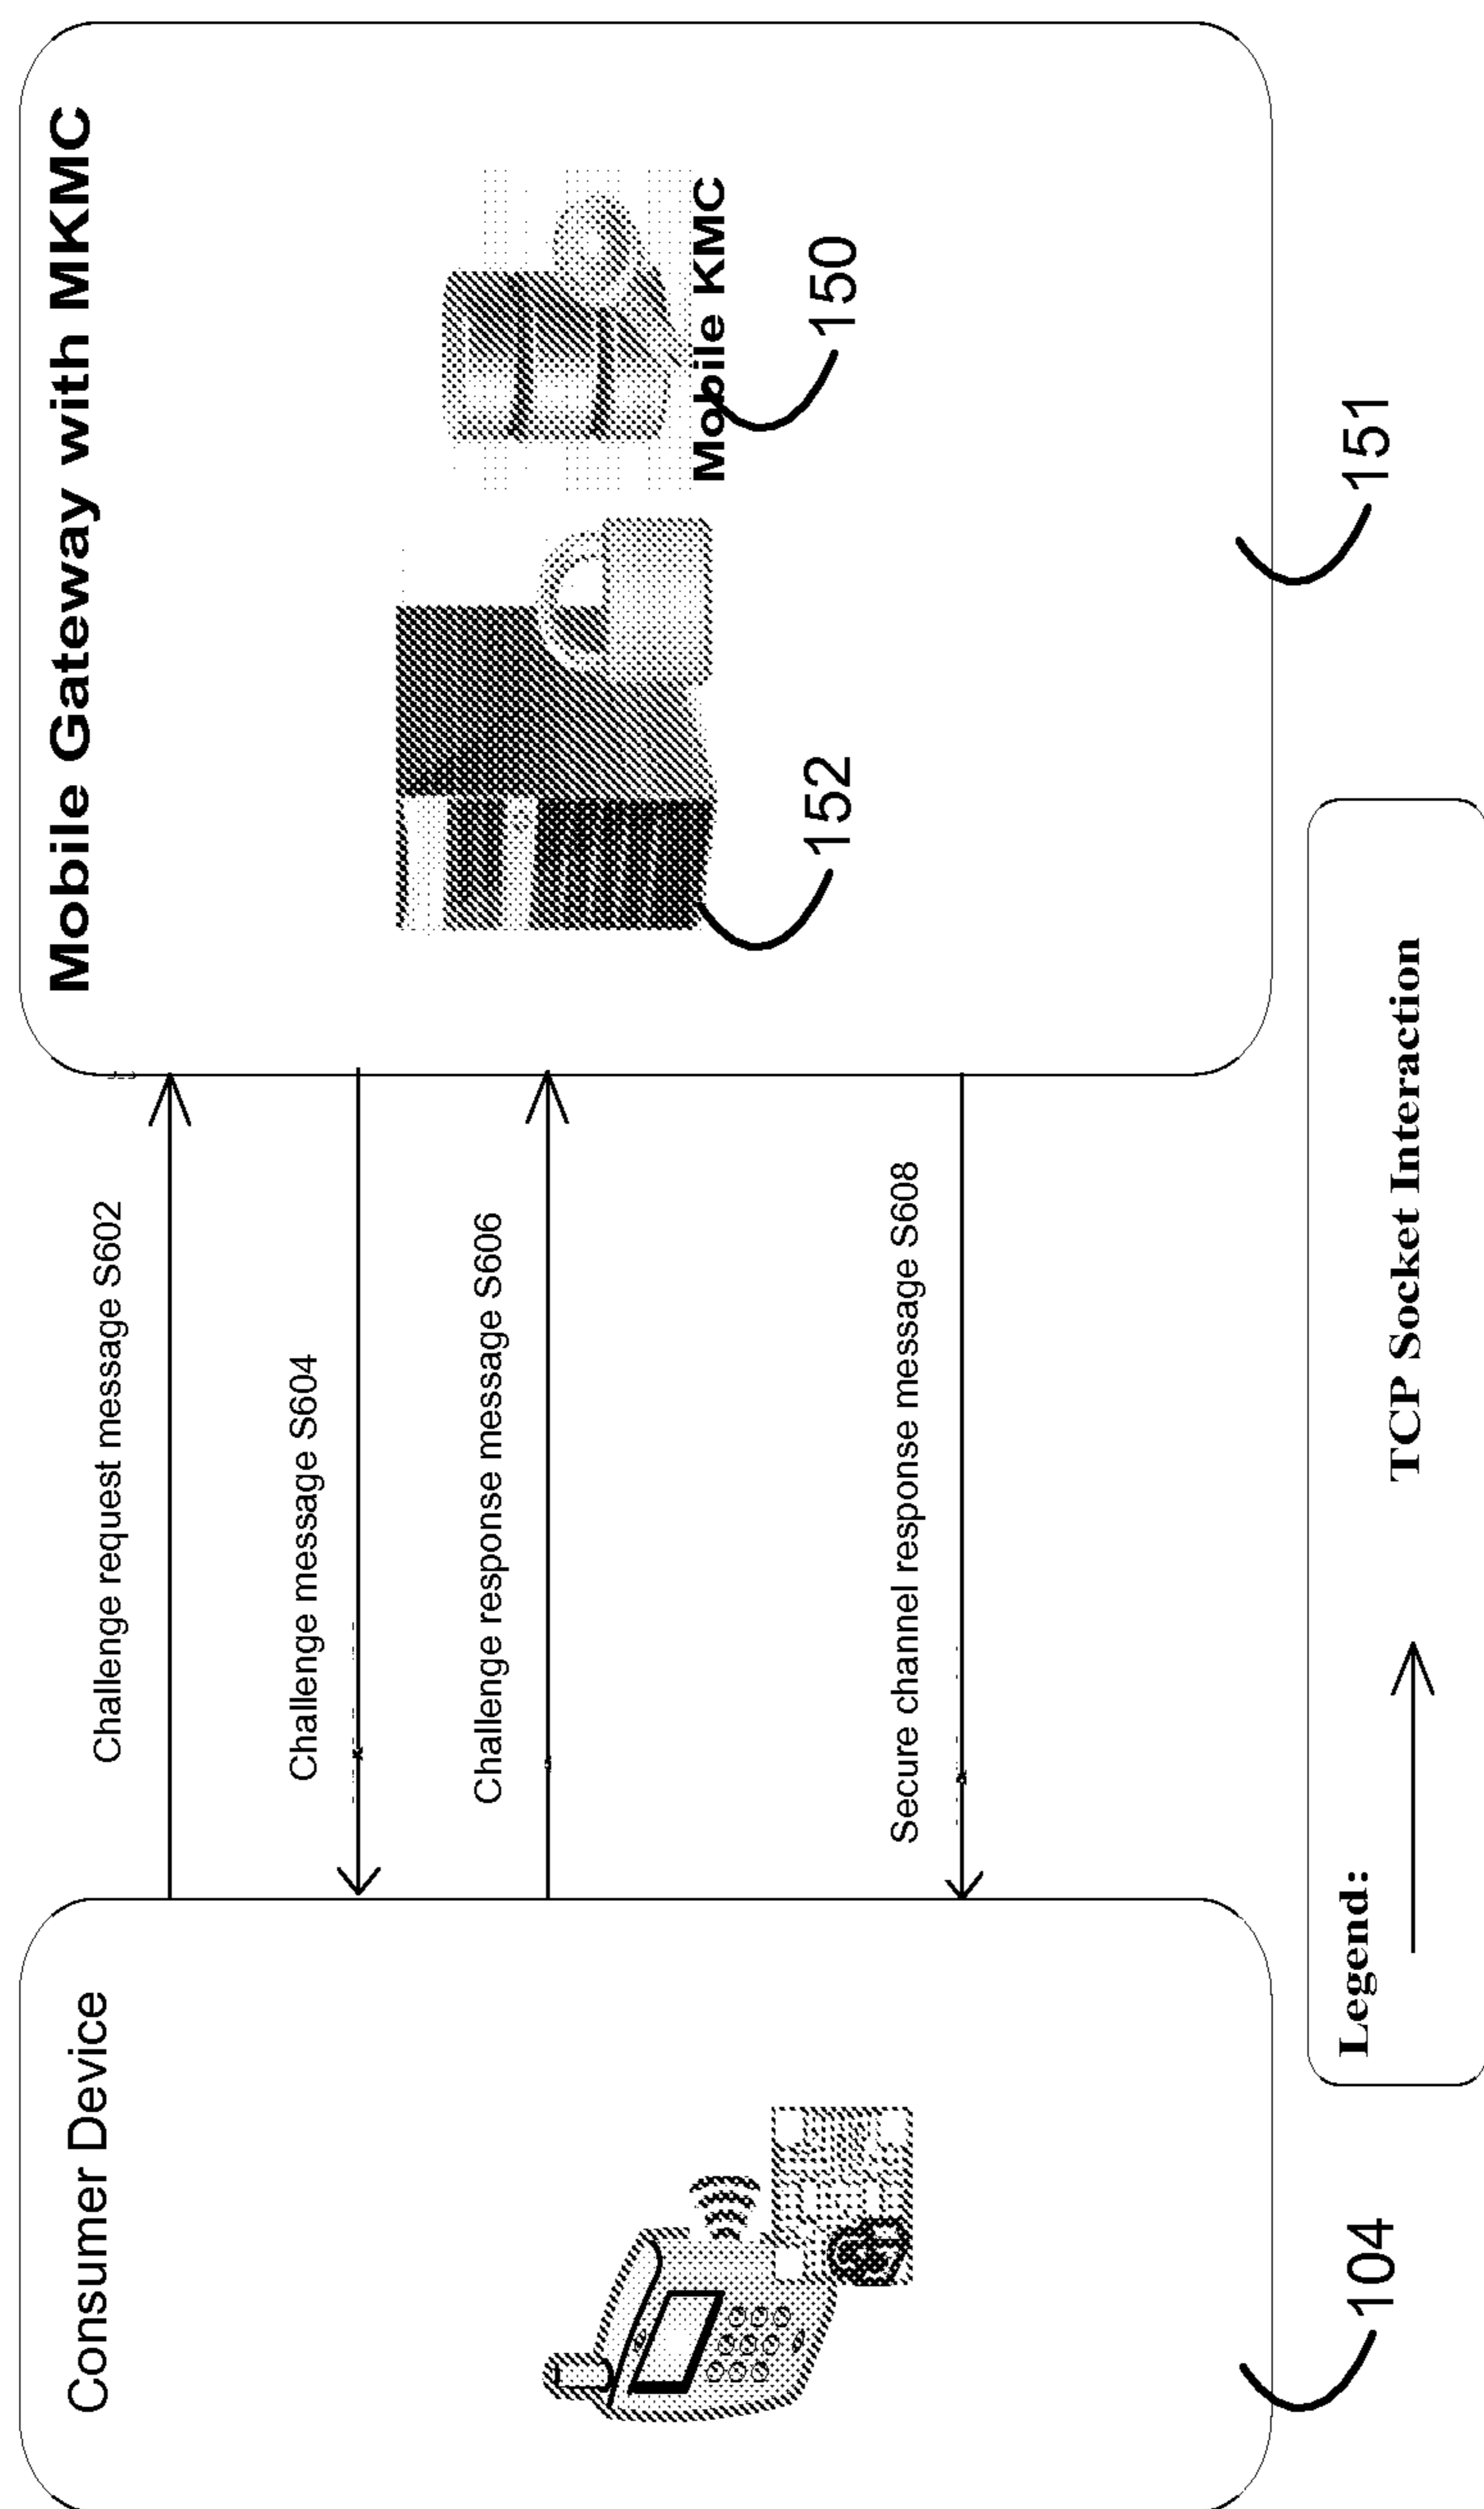 Consumer Device
Challenge request message S602
Challenge message S604
Challenge response message S606
Secure channel response message S608
Mobile Gateway with MKMC
Mobile KMC
152
150
104
151
Legend:
TCP Socket Interaction